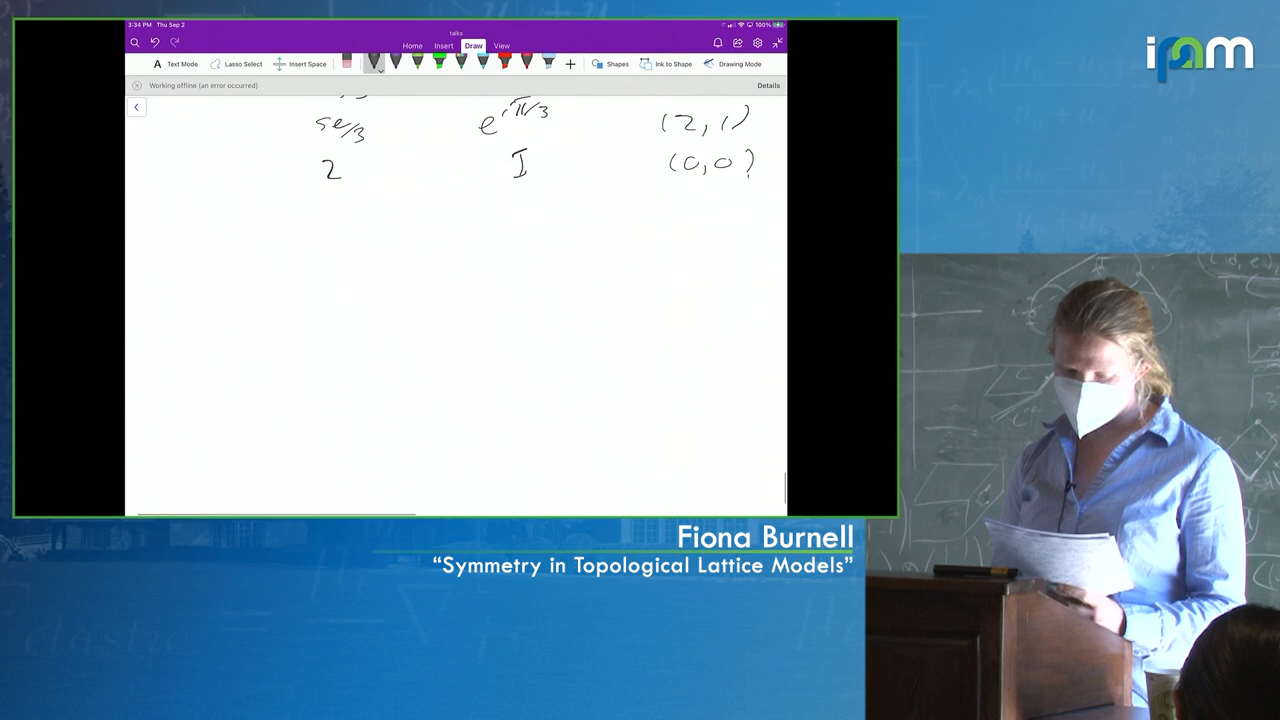 3:34 PM Thu Sep 2
100%
talks
Home Insert Draw View
Text Mode Lasso Select Insert Space Shapes Ink to Shape Drawing Mode
Working offline (an error occurred) Details
5e/3 e^{iπ/3} (2,1)
2 I (0,0?
ipam
Fiona Burnell
“Symmetry in Topological Lattice Models”